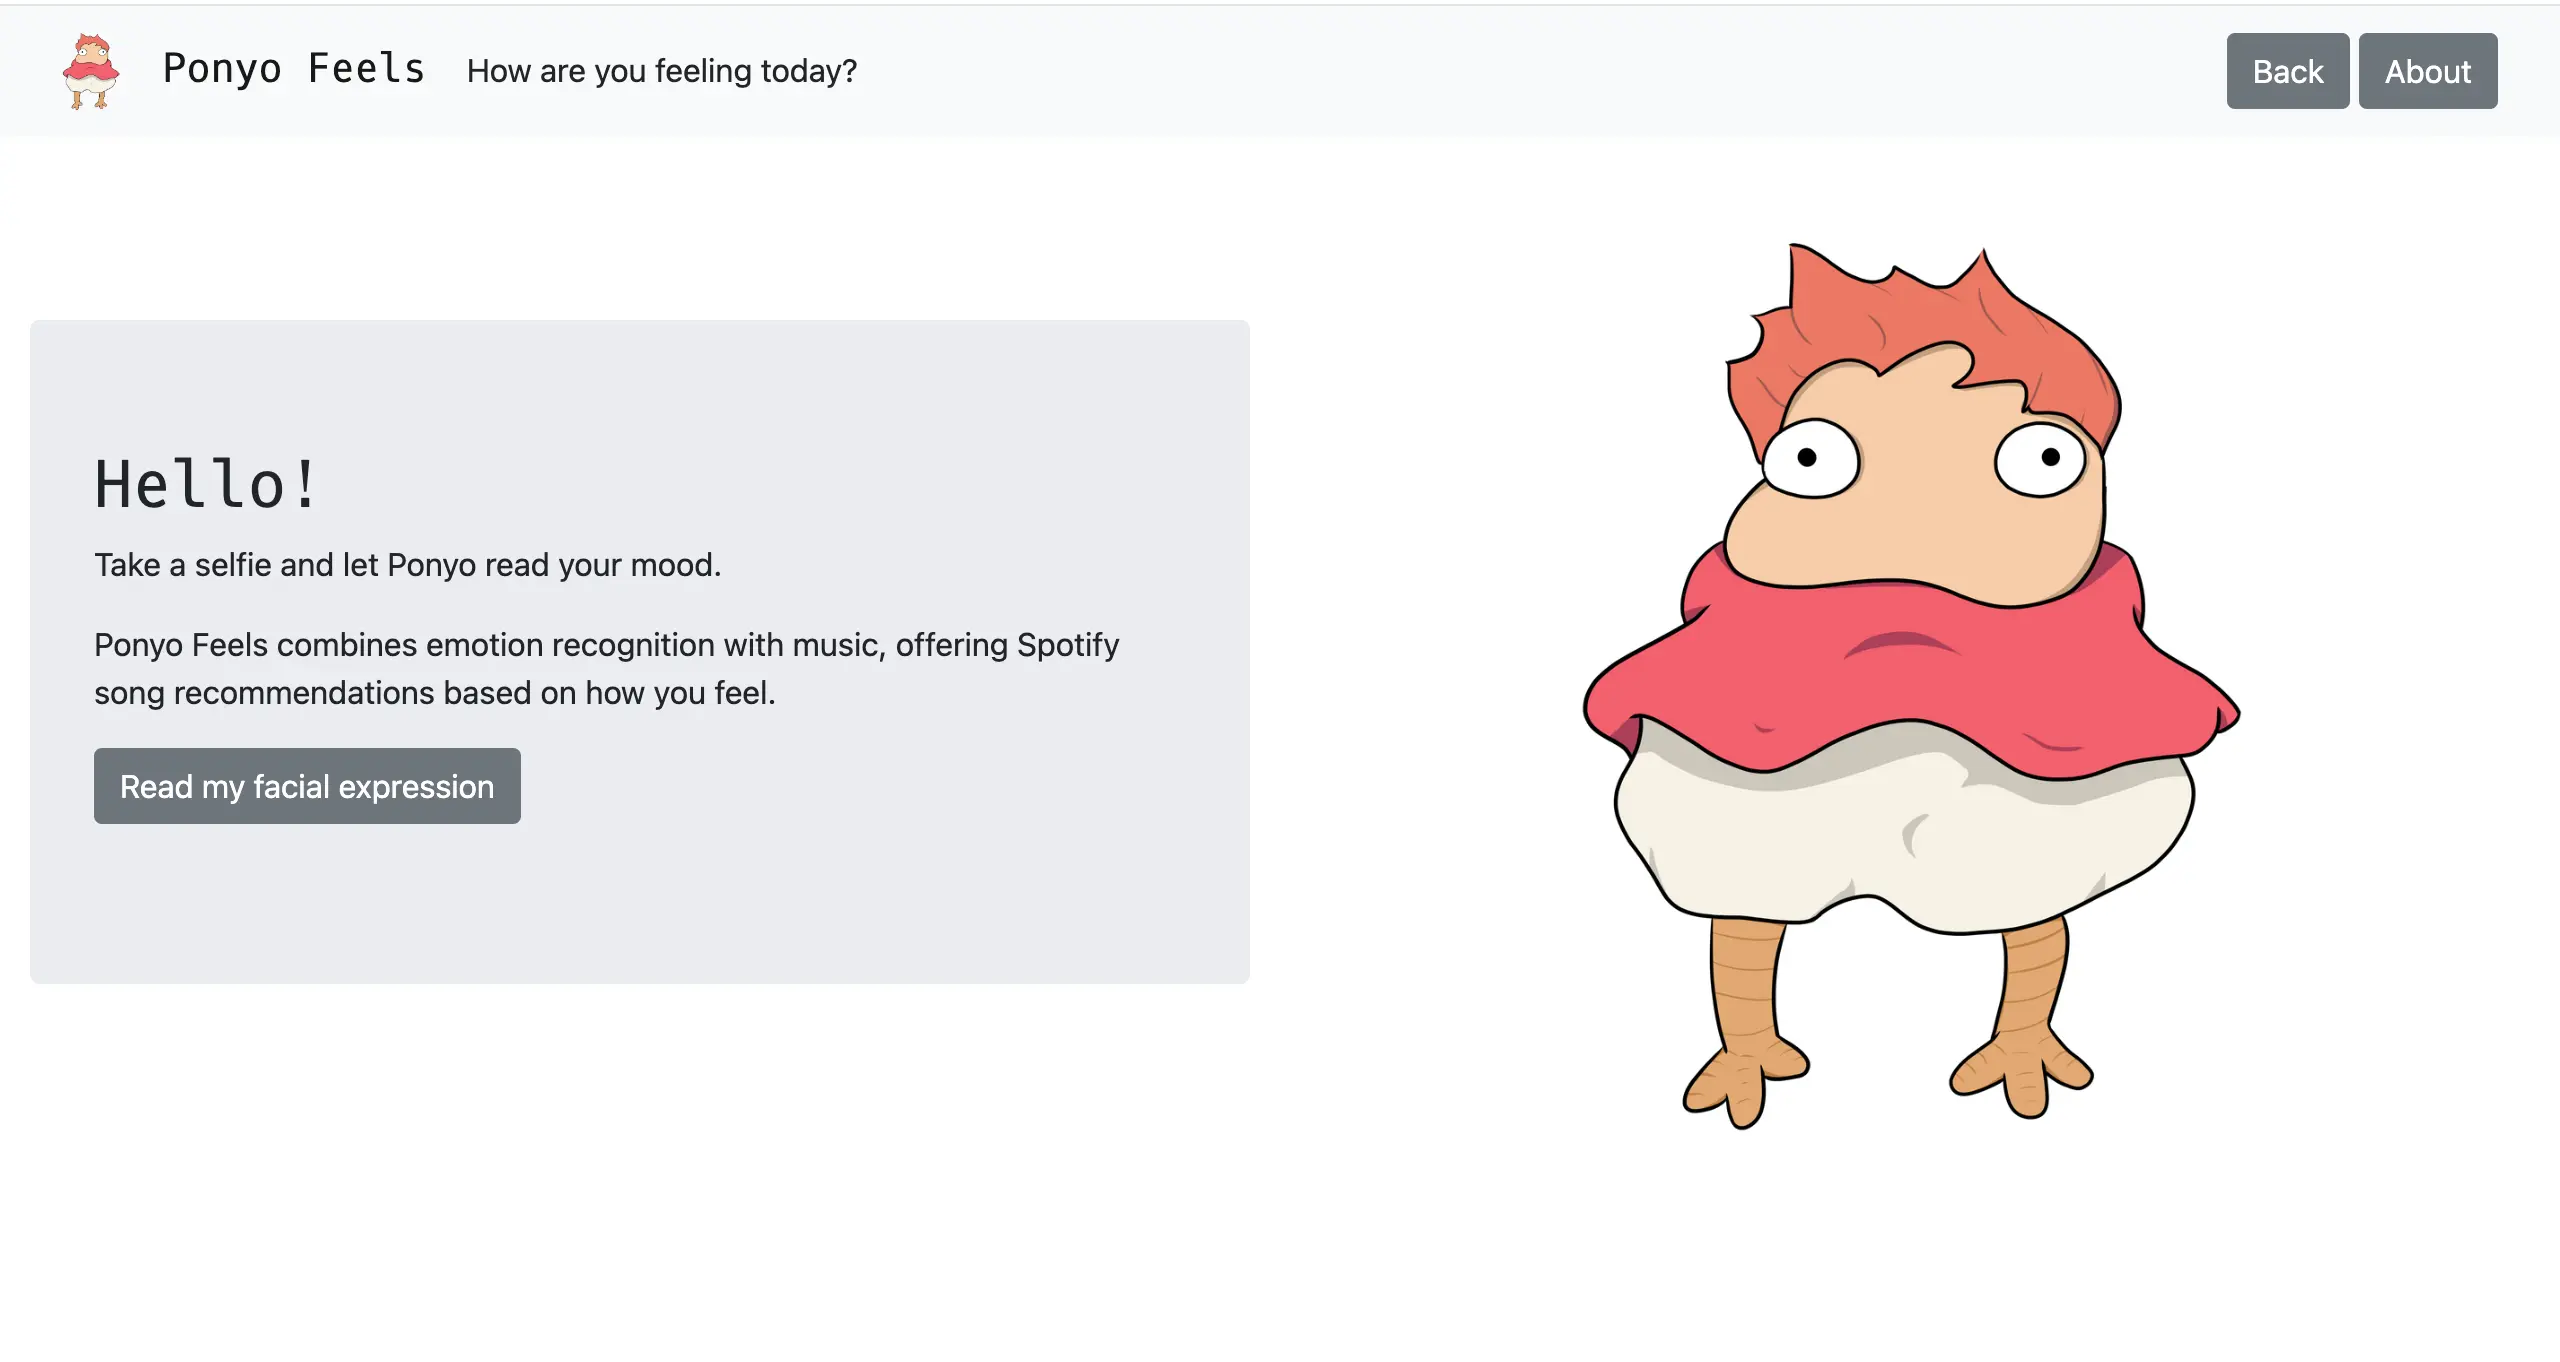 Ponyo Feels How are you feeling today? Back About
Hello!
Take a selfie and let Ponyo read your mood.
Ponyo Feels combines emotion recognition with music, offering Spotify
song recommendations based on how you feel.
Read my facial expression